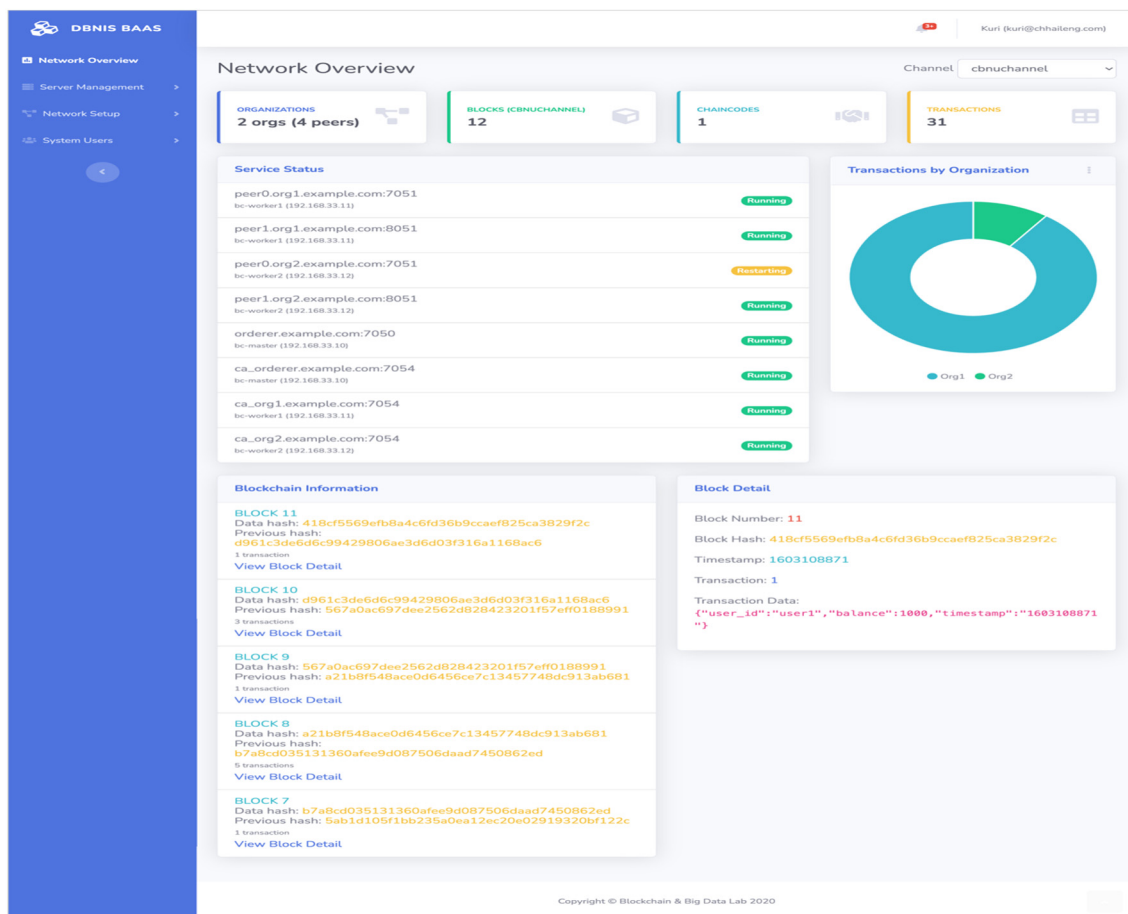 DBNIS BAAS
Network Overview
Server Management >
Network Setup >
System Users >
<
3+
Kuri (kuri@chhaileng.com)
Network Overview
Channel cbnuchannel
ORGANIZATIONS
2 orgs (4 peers)
BLOCKS (CBNUCHANNEL)
12
CHAINCODES
1
TRANSACTIONS
31
Service Status
peer0.org1.example.com:7051
bc-worker1 (192.168.33.11)
Running
peer1.org1.example.com:8051
bc-worker1 (192.168.33.11)
Running
peer0.org2.example.com:7051
bc-worker2 (192.168.33.12)
Restarting
peer1.org2.example.com:8051
bc-worker2 (192.168.33.12)
Running
orderer.example.com:7050
bc-master (192.168.33.10)
Running
ca_orderer.example.com:7054
bc-master (192.168.33.10)
Running
ca_org1.example.com:7054
bc-worker1 (192.168.33.11)
Running
ca_org2.example.com:7054
bc-worker2 (192.168.33.12)
Running
Transactions by Organization
Org1 Org2
Blockchain Information
BLOCK 11
Data hash: 418cf5569efb8a4c6fd36b9ccaef825ca3829f2c
Previous hash:
d961c3de6d6c99429806ae3d6d03f316a1168ac6
1 transaction
View Block Detail
BLOCK 10
Data hash: d961c3de6d6c99429806ae3d6d03f316a1168ac6
Previous hash: 567a0ac697dee2562d828423201f57eff0188991
3 transactions
View Block Detail
BLOCK 9
Data hash: 567a0ac697dee2562d828423201f57eff0188991
Previous hash: a21b8f548ace0d6456ce7c13457748dc913ab681
1 transaction
View Block Detail
BLOCK 8
Data hash: a21b8f548ace0d6456ce7c13457748dc913ab681
Previous hash:
b7a8cd035131360afee9d087506daad7450862ed
5 transactions
View Block Detail
BLOCK 7
Data hash: b7a8cd035131360afee9d087506daad7450862ed
Previous hash: 5ab1d105f1bb235a0ea12ec20e02919320bf122c
1 transaction
View Block Detail
Block Detail
Block Number: 11
Block Hash: 418cf5569efb8a4c6fd36b9ccaef825ca3829f2c
Timestamp: 1603108871
Transaction: 1
Transaction Data:
{"user_id":"user1","balance":1000,"timestamp":"1603108871
"}
Copyright © Blockchain & Big Data Lab 2020